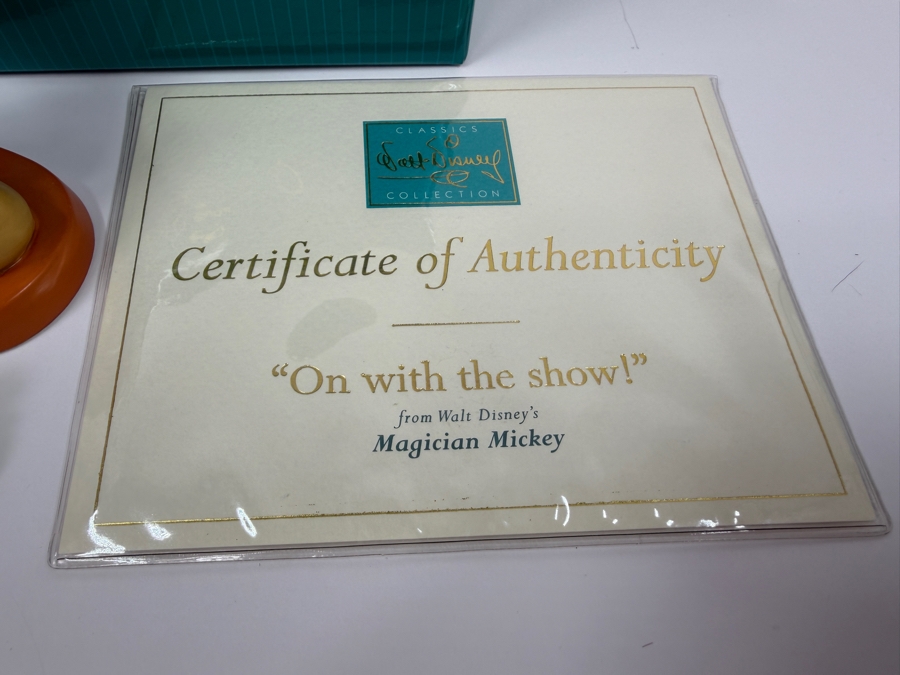 CLASSICS
Walt Disney
COLLECTION
Certificate of Authenticity
“On with the show!”
from Walt Disney’s
Magician Mickey